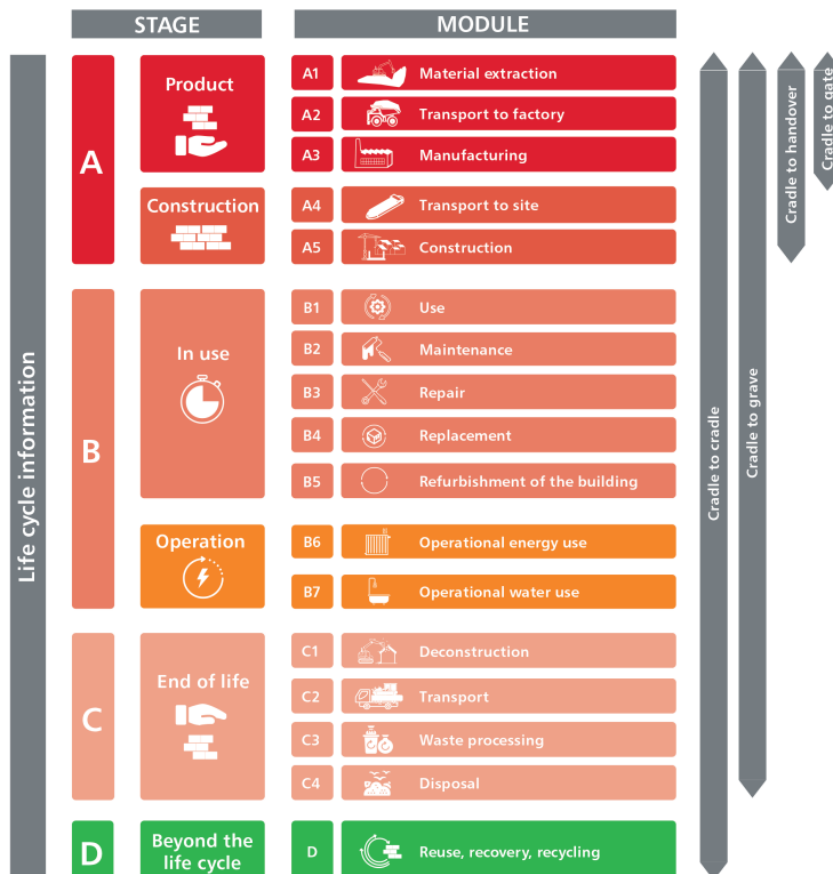 STAGE
MODULE
Life cycle information
A
Product
A1
Material extraction
A2
Transport to factory
A3
Manufacturing
Construction
A4
Transport to site
A5
Construction
B
In use
B1
Use
B2
Maintenance
B3
Repair
B4
Replacement
B5
Refurbishment of the building
Operation
B6
Operational energy use
B7
Operational water use
C
End of life
C1
Deconstruction
C2
Transport
C3
Waste processing
C4
Disposal
D
Beyond the
life cycle
D
Reuse, recovery, recycling
Cradle to cradle
Cradle to grave
Cradle to handover
Cradle to gate